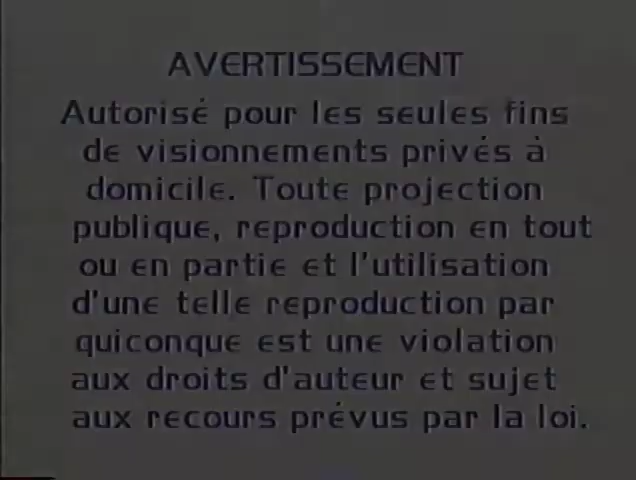 AVERTISSEMENT
Autorisé pour les seules fins
de visionnements privés à
domicile. Toute projection
publique, reproduction en tout
ou en partie et l'utilisation
d'une telle reproduction par
quiconque est une violation
aux droits d'auteur et sujet
aux recours prévus par la loi.